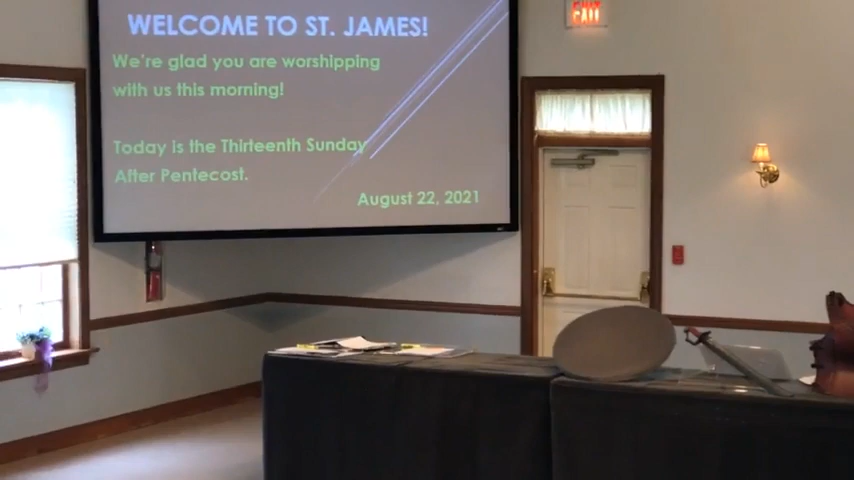 WELCOME TO ST. JAMES!
We're glad you are worshipping
with us this morning!
Today is the Thirteenth Sunday
After Pentecost.
August 22, 2021
EXIT